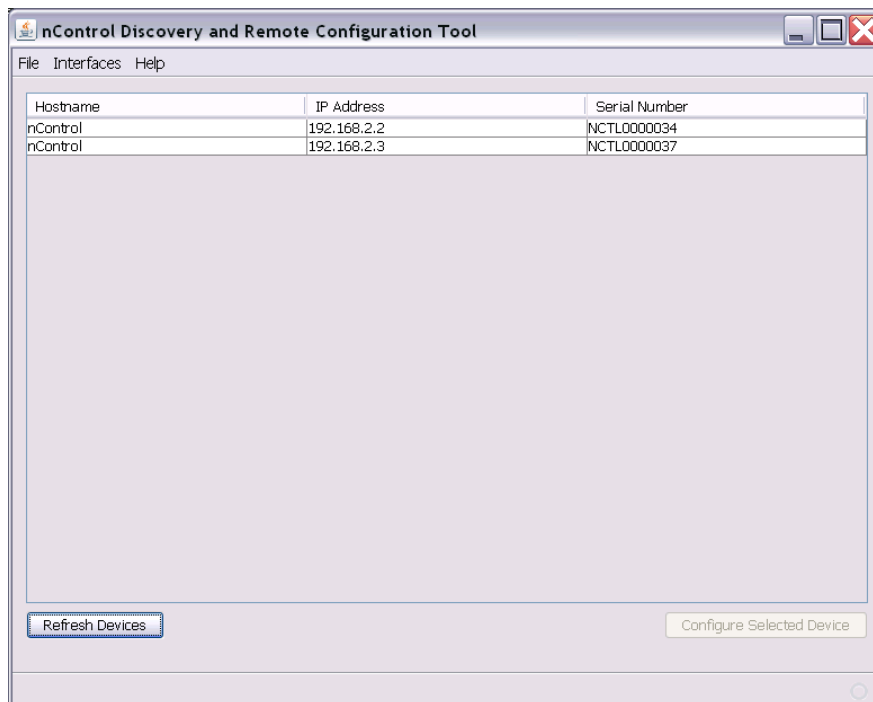 nControl Discovery and Remote Configuration Tool
File Interfaces Help
Hostname IP Address Serial Number
nControl 192.168.2.2 NCTL0000034
nControl 192.168.2.3 NCTL0000037
Refresh Devices Configure Selected Device